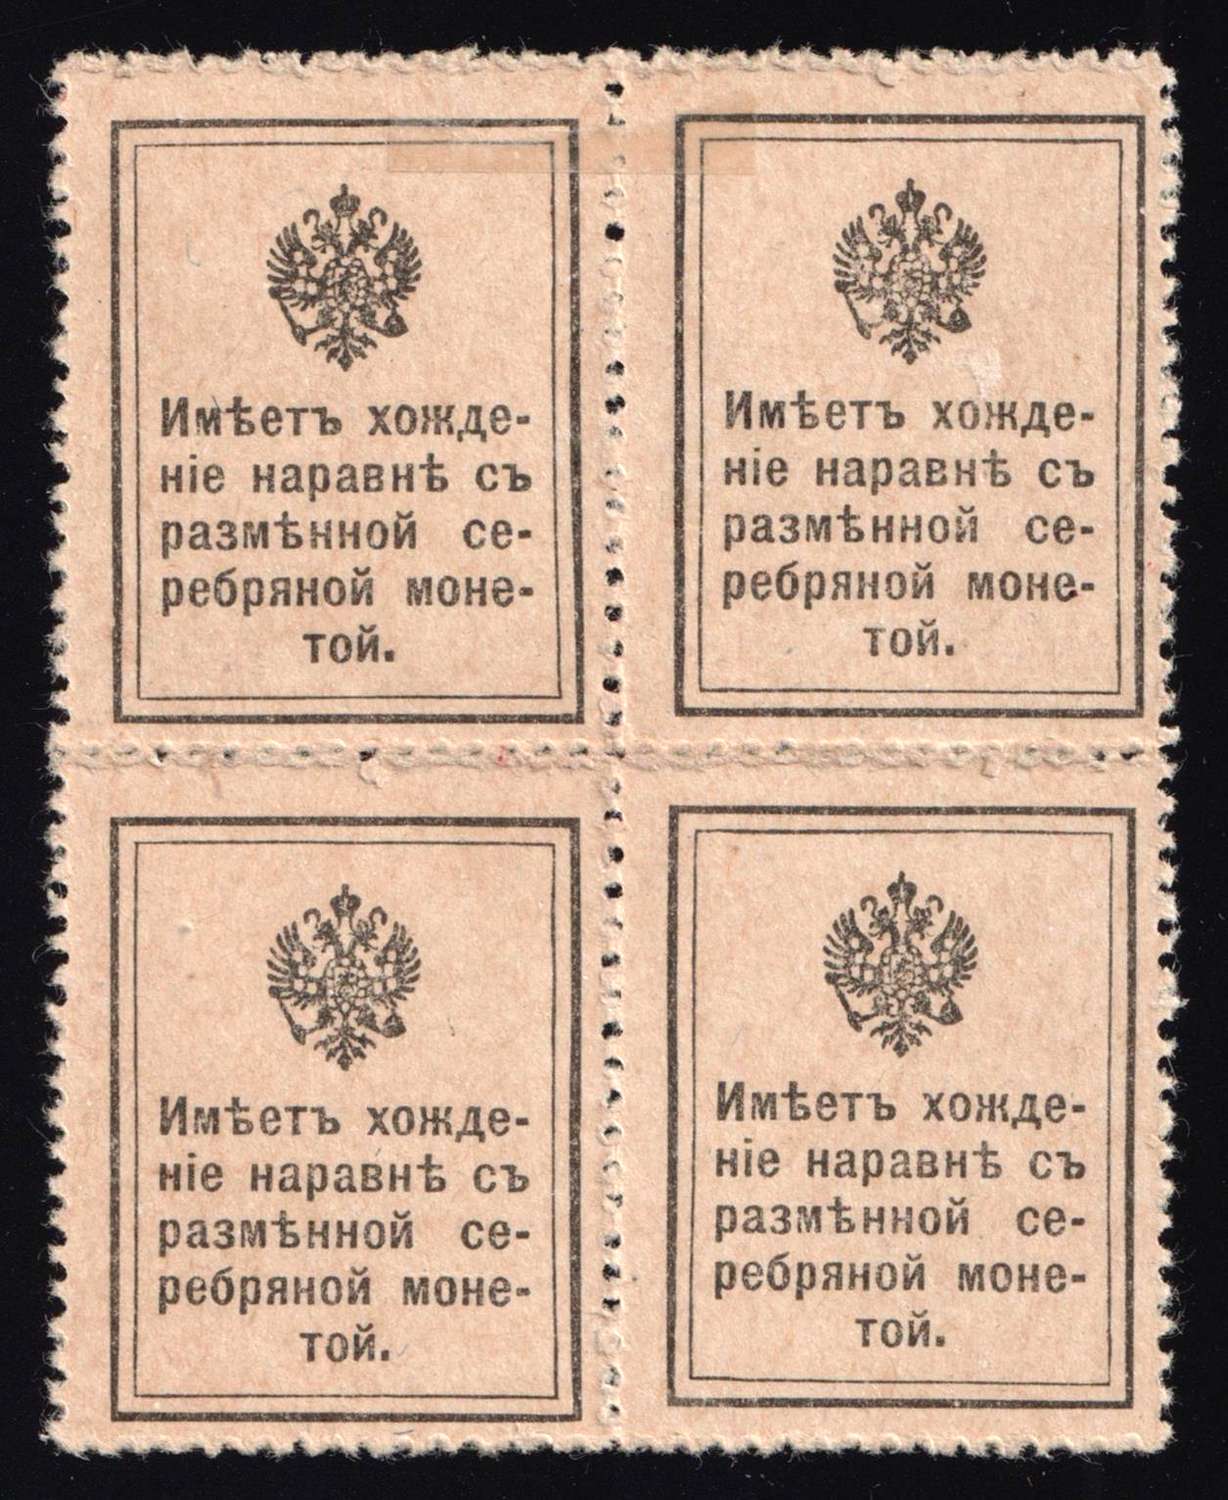 Имѣетъ хожде-
ніе наравнѣ съ
размѣнной се-
ребряной моне-
той.
Имѣетъ хожде-
ніе наравнѣ съ
размѣнной се-
ребряной моне-
той.
Имѣетъ хожде-
ніе наравнѣ съ
размѣнной се-
ребряной моне-
той.
Имѣетъ хожде-
ніе наравнѣ съ
размѣнной се-
ребряной моне-
той.